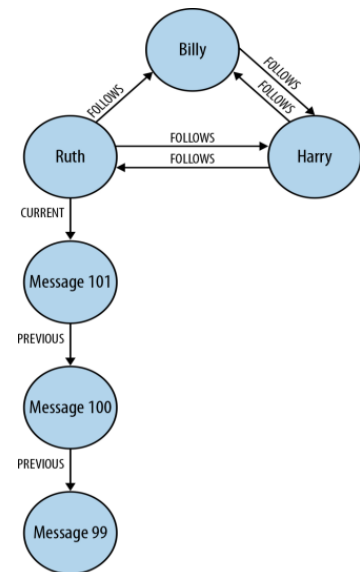 Billy
FOLLOWS
FOLLOWS
FOLLOWS
Ruth
FOLLOWS
FOLLOWS
Harry
CURRENT
Message 101
PREVIOUS
Message 100
PREVIOUS
Message 99